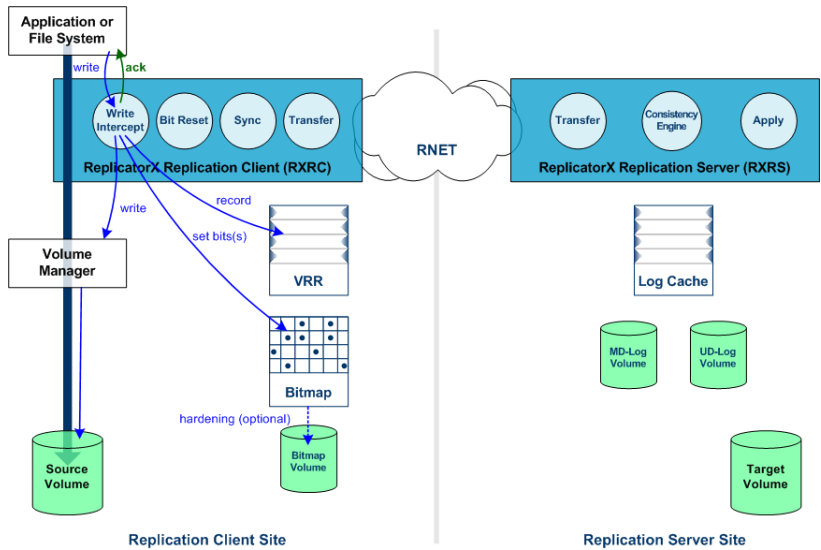 Application or
File System
write
ack
Write
Intercept
Bit Reset
Sync
Transfer
ReplicatorX Replication Client (RXRC)
RNET
Transfer
Consistency
Engine
Apply
ReplicatorX Replication Server (RXRS)
write
record
set bits(s)
Volume
Manager
VRR
Log Cache
MD-Log
Volume
UD-Log
Volume
Bitmap
hardening (optional)
Bitmap
Volume
Source
Volume
Target
Volume
Replication Client Site
Replication Server Site